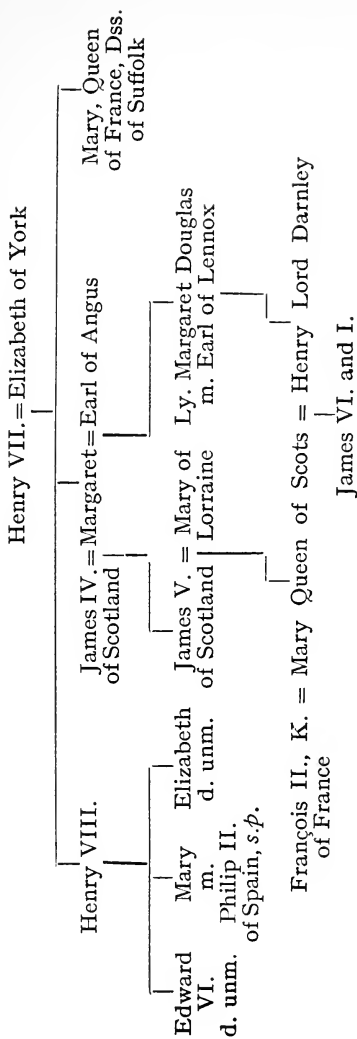 Henry VII. = Elizabeth of York
Henry VIII.
James IV. = Margaret = Earl of Angus
of Scotland
Mary, Queen
of France, Dss.
of Suffolk
Edward
VI.
d. unm.
Mary
m.
Philip II.
of Spain, s.p.
Elizabeth
d. unm.
James V. = Mary of
of Scotland Lorraine
Ly. Margaret Douglas
m. Earl of Lennox
François II., K. = Mary Queen of Scots = Henry Lord Darnley
of France
James VI. and I.